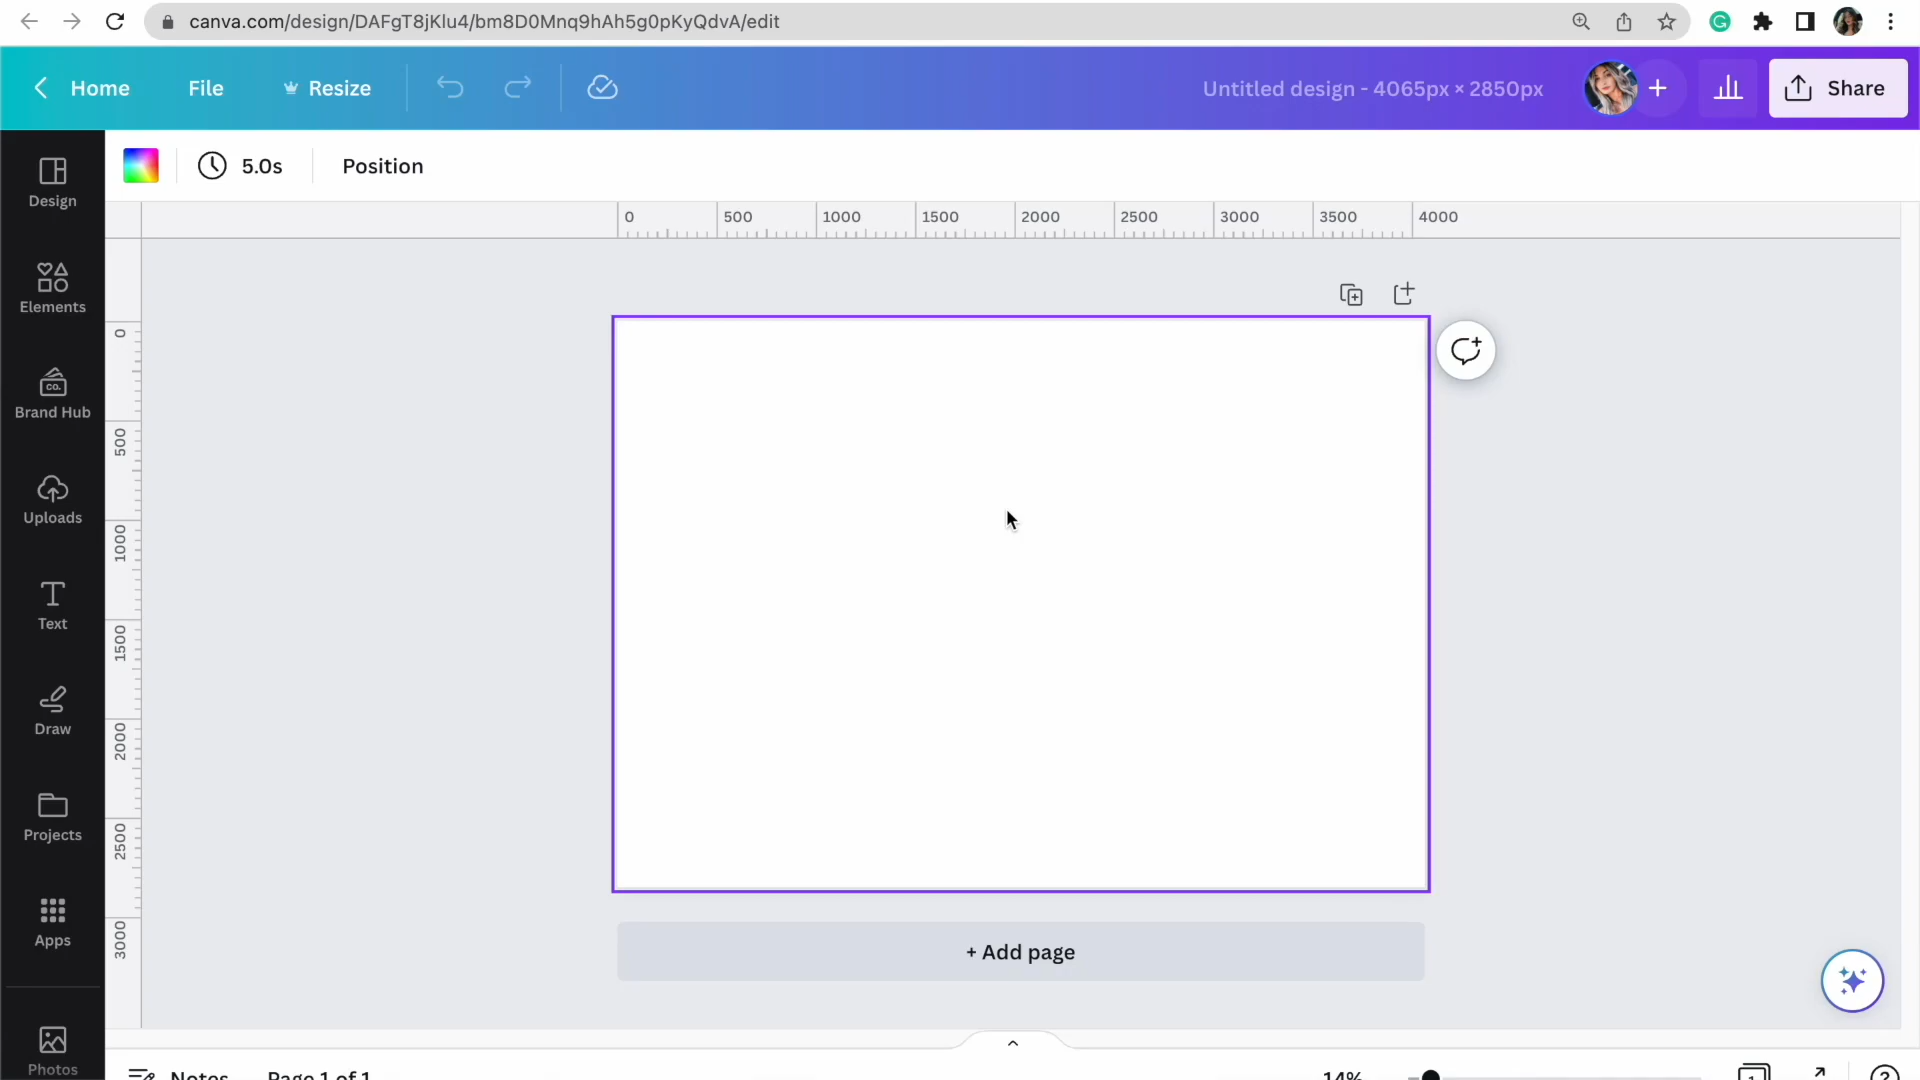 canva.com/design/DAFgT8jKlu4/bm8D0Mnq9hAh5g0pKyQdvA/edit
Home File Resize Untitled design - 4065px × 2850px Share
5.0s Position
0 500 1000 1500 2000 2500 3000 3500 4000
Design
Elements
CO.
Brand Hub
Uploads
Text
Draw
Projects
Apps
Photos
0
500
1000
1500
2000
2500
3000
+ Add page
Notes Page 1 of 1 14% 1